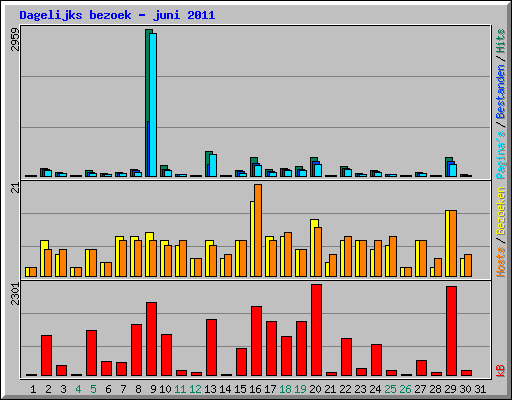 Dagelijks bezoek - juni 2011
2959
21
2301
Pagina's / Bestanden / Hits
Hosts / Bezoeken
kB
1 2 3 4 5 6 7 8 9 10 11 12 13 14 15 16 17 18 19 20 21 22 23 24 25 26 27 28 29 30 31